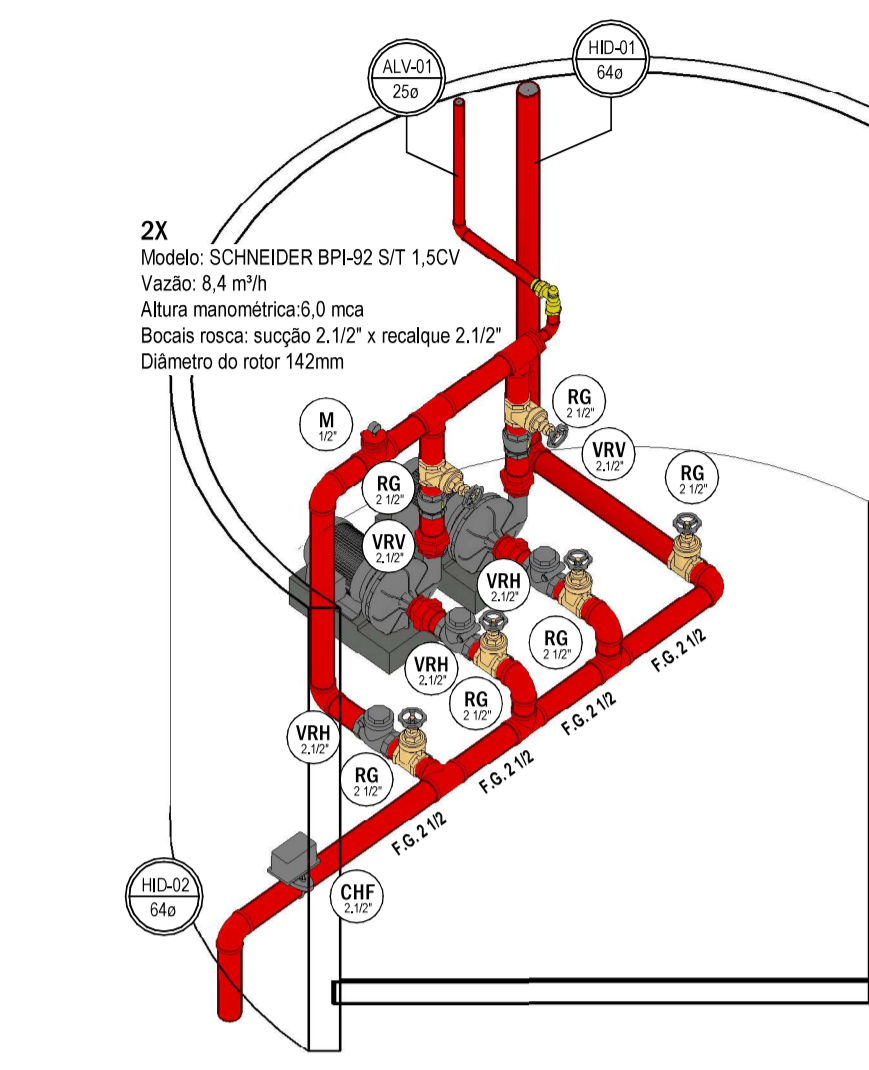 HID-01
64ø
ALV-01
25ø
2X
Modelo: SCHNEIDER BPI-92 S/T 1,5CV
Vazão: 8,4 m³/h
Altura manométrica:6,0 mca
Bocais rosca: sucção 2.1/2" x recalque 2.1/2"
Diâmetro do rotor 142mm
RG
2 1/2"
M
1/2"
VRV
2.1/2"
RG
2 1/2"
RG
2 1/2"
VRV
2.1/2"
VRH
2.1/2"
RG
2 1/2"
VRH
2.1/2"
F.G. 2 1/2
RG
2 1/2"
F.G. 2 1/2
VRH
2.1/2"
RG
2 1/2"
F.G. 2 1/2
F.G. 2 1/2
HID-02
64ø
CHF
2.1/2"